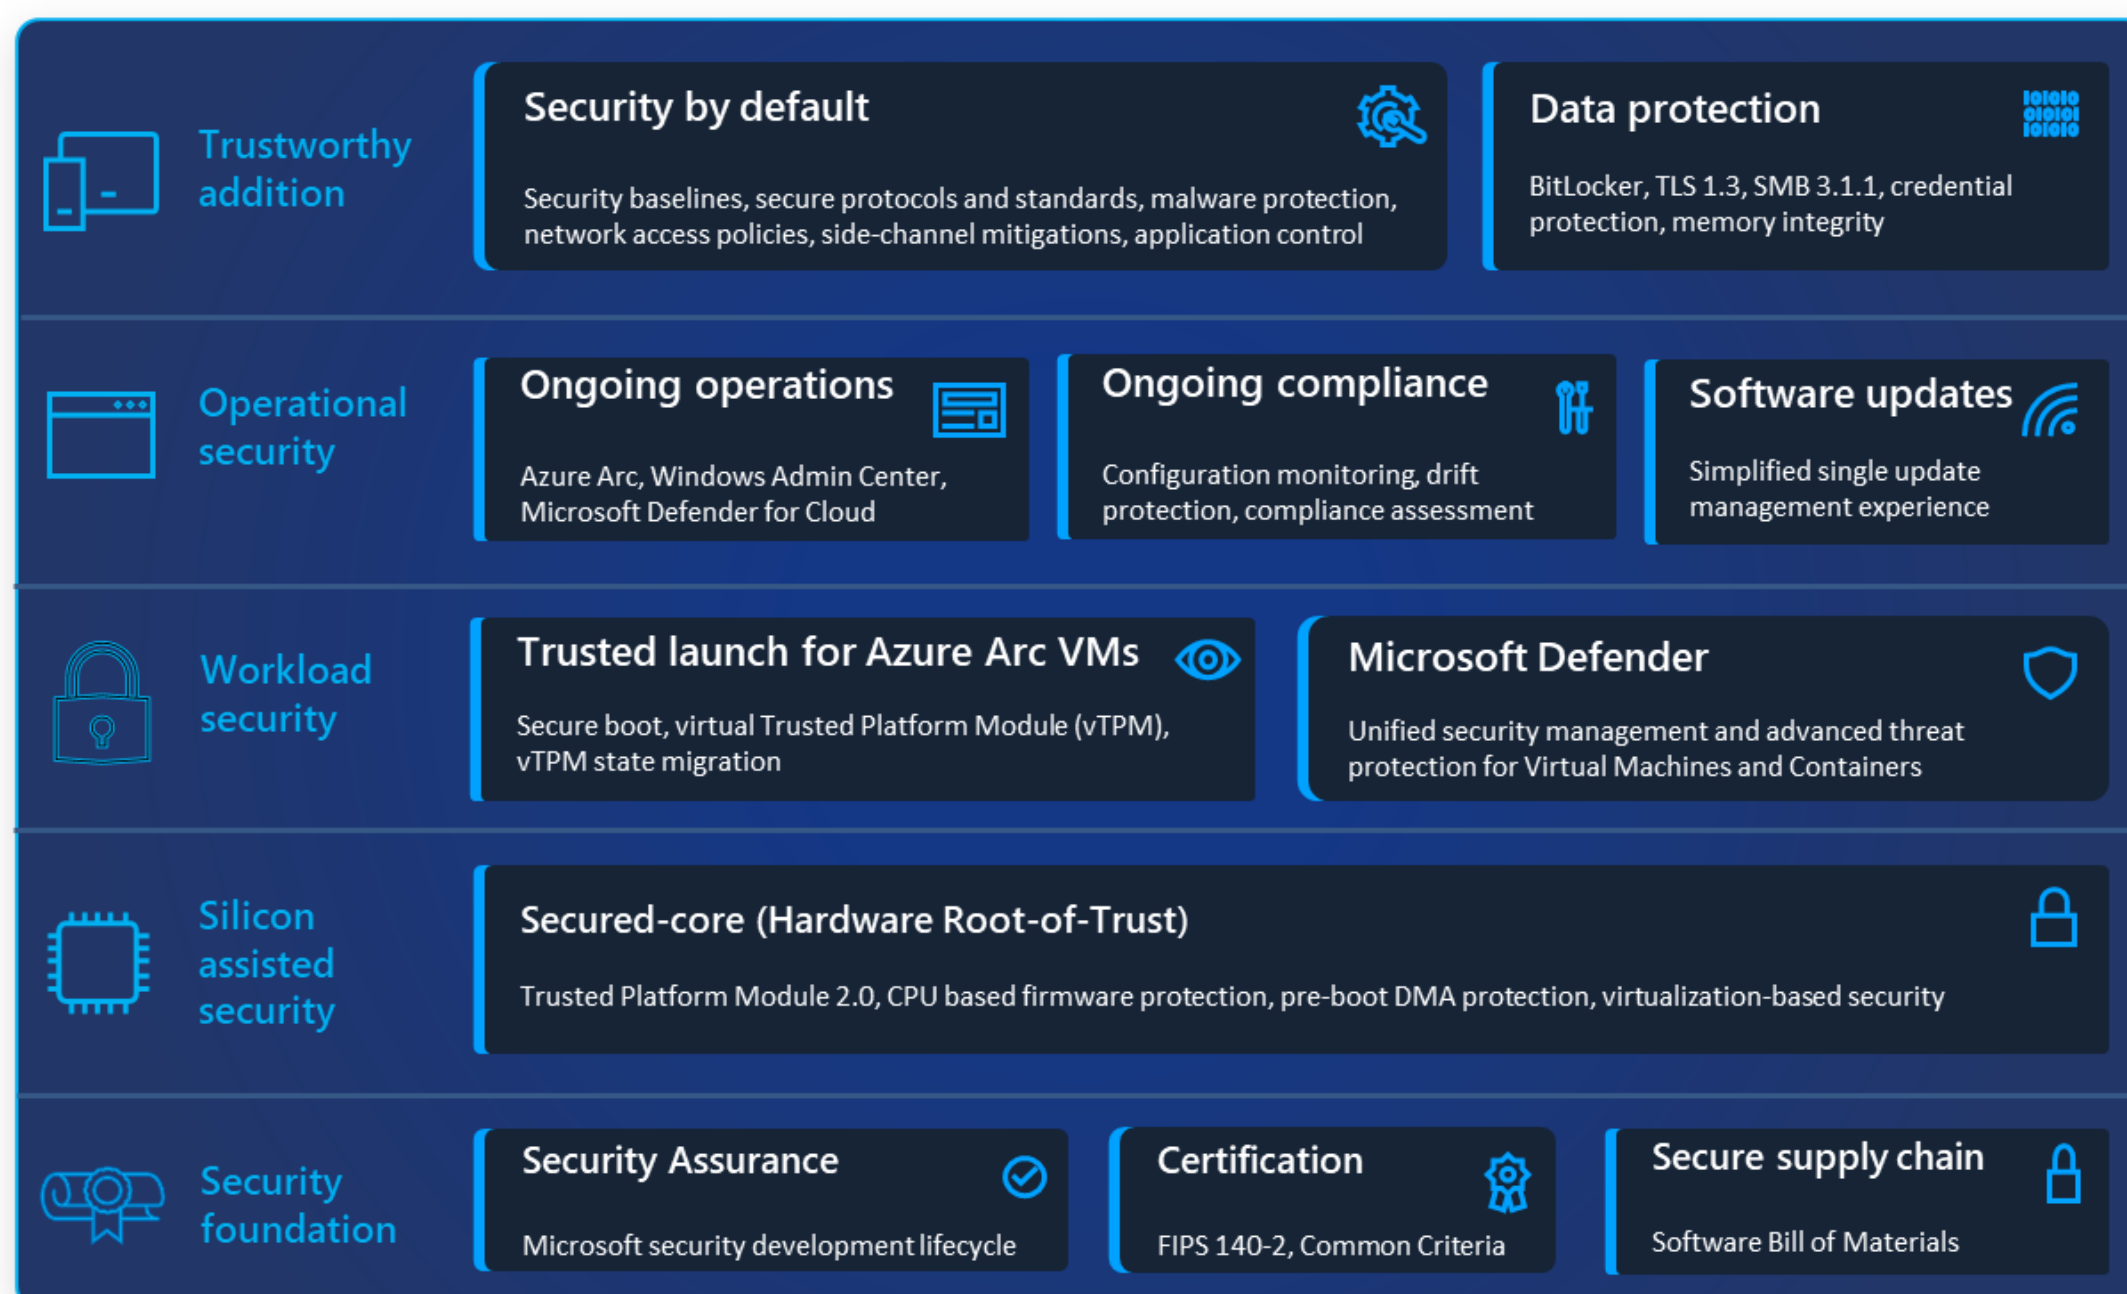 Trustworthy
addition
Security by default
Security baselines, secure protocols and standards, malware protection,
network access policies, side-channel mitigations, application control
Data protection
IOIOIO
OIOIOI
IOIOIO
BitLocker, TLS 1.3, SMB 3.1.1, credential
protection, memory integrity
Operational
security
Ongoing operations
Azure Arc, Windows Admin Center,
Microsoft Defender for Cloud
Ongoing compliance
Configuration monitoring, drift
protection, compliance assessment
Software updates
Simplified single update
management experience
Workload
security
Trusted launch for Azure Arc VMs
Secure boot, virtual Trusted Platform Module (vTPM),
vTPM state migration
Microsoft Defender
Unified security management and advanced threat
protection for Virtual Machines and Containers
Silicon
assisted
security
Secured-core (Hardware Root-of-Trust)
Trusted Platform Module 2.0, CPU based firmware protection, pre-boot DMA protection, virtualization-based security
Security
foundation
Security Assurance
Microsoft security development lifecycle
Certification
FIPS 140-2, Common Criteria
Secure supply chain
Software Bill of Materials